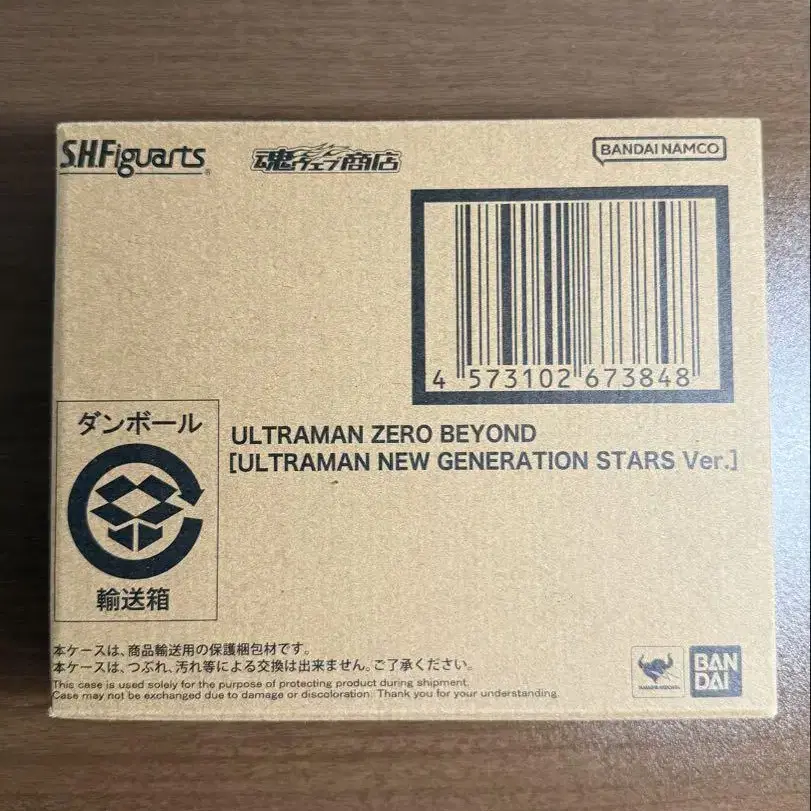 S.H.Figuarts®
魂ウェブ商店
BANDAI NAMCO
4 573102 673848
ULTRAMAN ZERO BEYOND
[ULTRAMAN NEW GENERATION STARS Ver.]
ダンボール
輸送箱
本ケースは、商品輸送用の保護梱包材です。
本ケースは、つぶれ、汚れ等による交換は出来ません。ご了承ください。
This case is used solely for the purpose of protecting product during shipment.
Case may not be exchanged due to damage or discoloration. Thank you for your understanding.
BAN
DAI